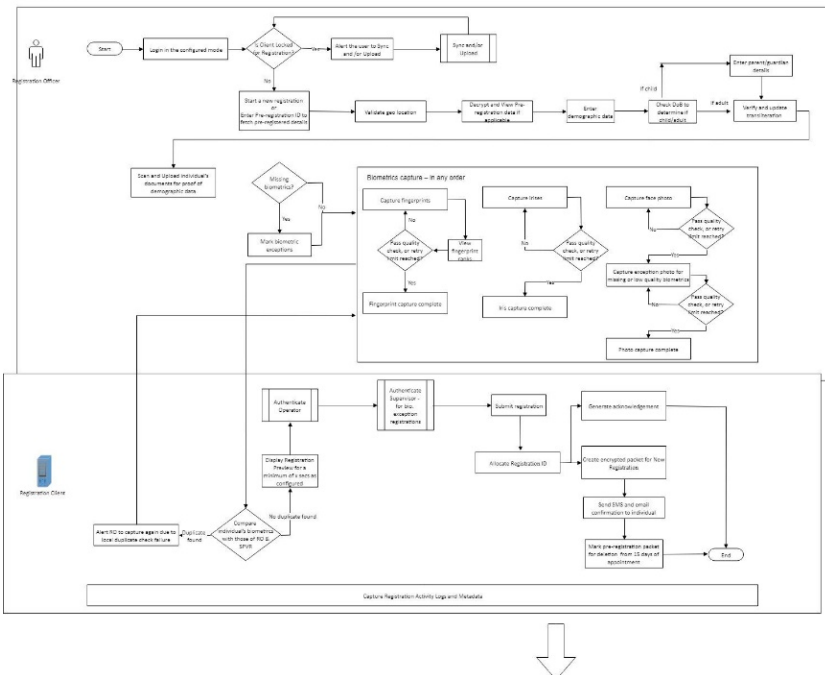 Registration Officer
Start
Login in the configured mode
Is Client Locked
for Registration?
Yes
Alert the user to Sync
and /or Upload
Sync and/or
Upload
No
Start a new registration
or
Enter Pre-registration ID to
fetch pre-registered details
Validate geo location
Decrypt and View Pre-
registration data if
applicable
Enter
demographic data
Check DoB to
determine if
child/adult
If child
If adult
Enter parent/guardian
details
Verify and update
transliteration
Scan and Upload individual's
documents for proof of
demographic data
Missing
biometrics?
No
Yes
Mark biometric
exceptions
Biometrics capture – in any order
Capture fingerprints
No
Pass quality
check, or retry
limit reached?
View
fingerprint
ranks
Yes
Fingerprint capture complete
Capture Irises
No
Pass quality
check, or retry
limit reached?
Yes
Iris capture complete
Capture face photo
No
Pass quality
check, or retry
limit reached?
Yes
Capture exception photo for
missing or low quality biometrics
No
Pass quality
check, or retry
limit reached?
Yes
Photo capture complete
Registration Client
Authenticate
Operator
Authenticate
Supervisor -
for bio.
exception
registrations
Submit registration
Generate acknowledgement
Allocate Registration ID
Create encrypted packet for New
Registration
Send SMS and email
confirmation to individual
Mark pre-registration packet
for deletion from 15 days of
appointment
End
Display Registration
Preview for a
minimum of x secs as
configured
No duplicate found
Compare
individual's biometrics
with those of RO &
Duplicate
found
Alert RO to capture again due to
local duplicate check failure
Capture Registration Activity Logs and Metadata